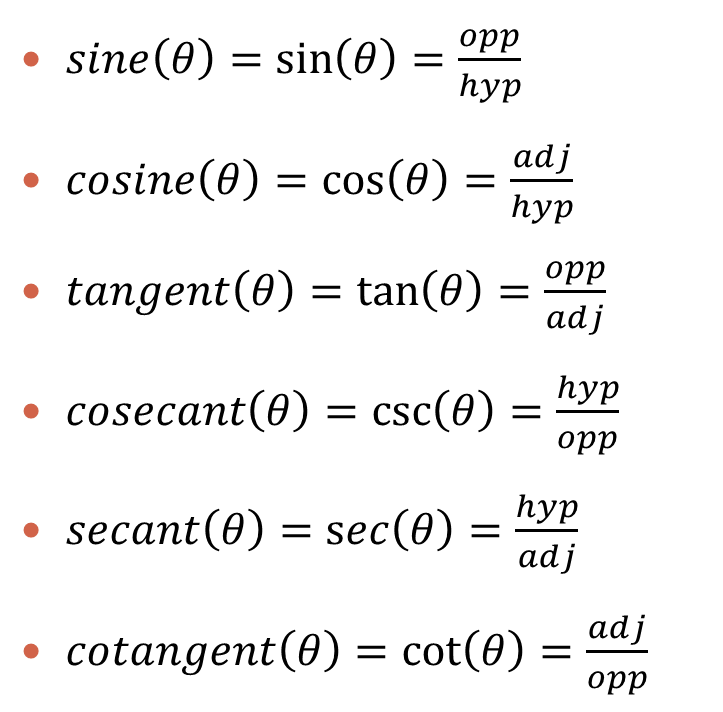 • sine(θ) = sin(θ) = opp/hyp
• cosine(θ) = cos(θ) = adj/hyp
• tangent(θ) = tan(θ) = opp/adj
• cosecant(θ) = csc(θ) = hyp/opp
• secant(θ) = sec(θ) = hyp/adj
• cotangent(θ) = cot(θ) = adj/opp